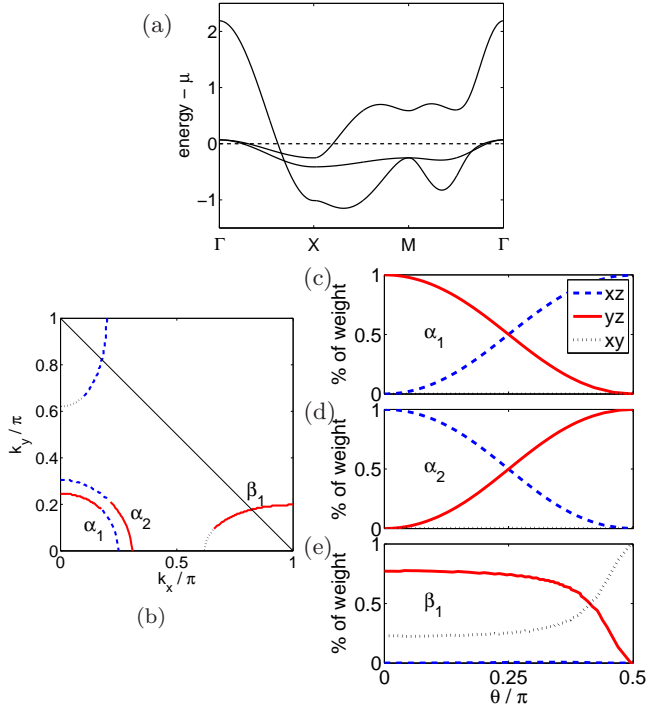 (a)
energy − μ
2
1
0
−1
Γ X M Γ
(b)
k_y / π
1
0.8
0.6
0.4
0.2
0
0 0.5 1
k_x / π
α_1
α_2
β_1
(c)
% of weight
1
0.5
0
α_1
xz
yz
xy
(d)
% of weight
1
0.5
0
α_2
(e)
% of weight
1
0.5
0
β_1
0 0.25 0.5
θ / π